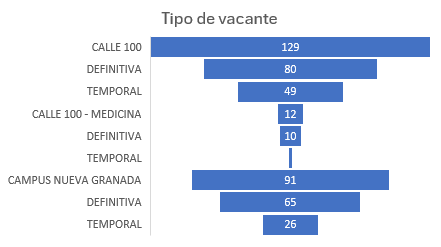 Tipo de vacante
CALLE 100 129
DEFINITIVA 80
TEMPORAL 49
CALLE 100 - MEDICINA 12
DEFINITIVA 10
TEMPORAL
CAMPUS NUEVA GRANADA 91
DEFINITIVA 65
TEMPORAL 26